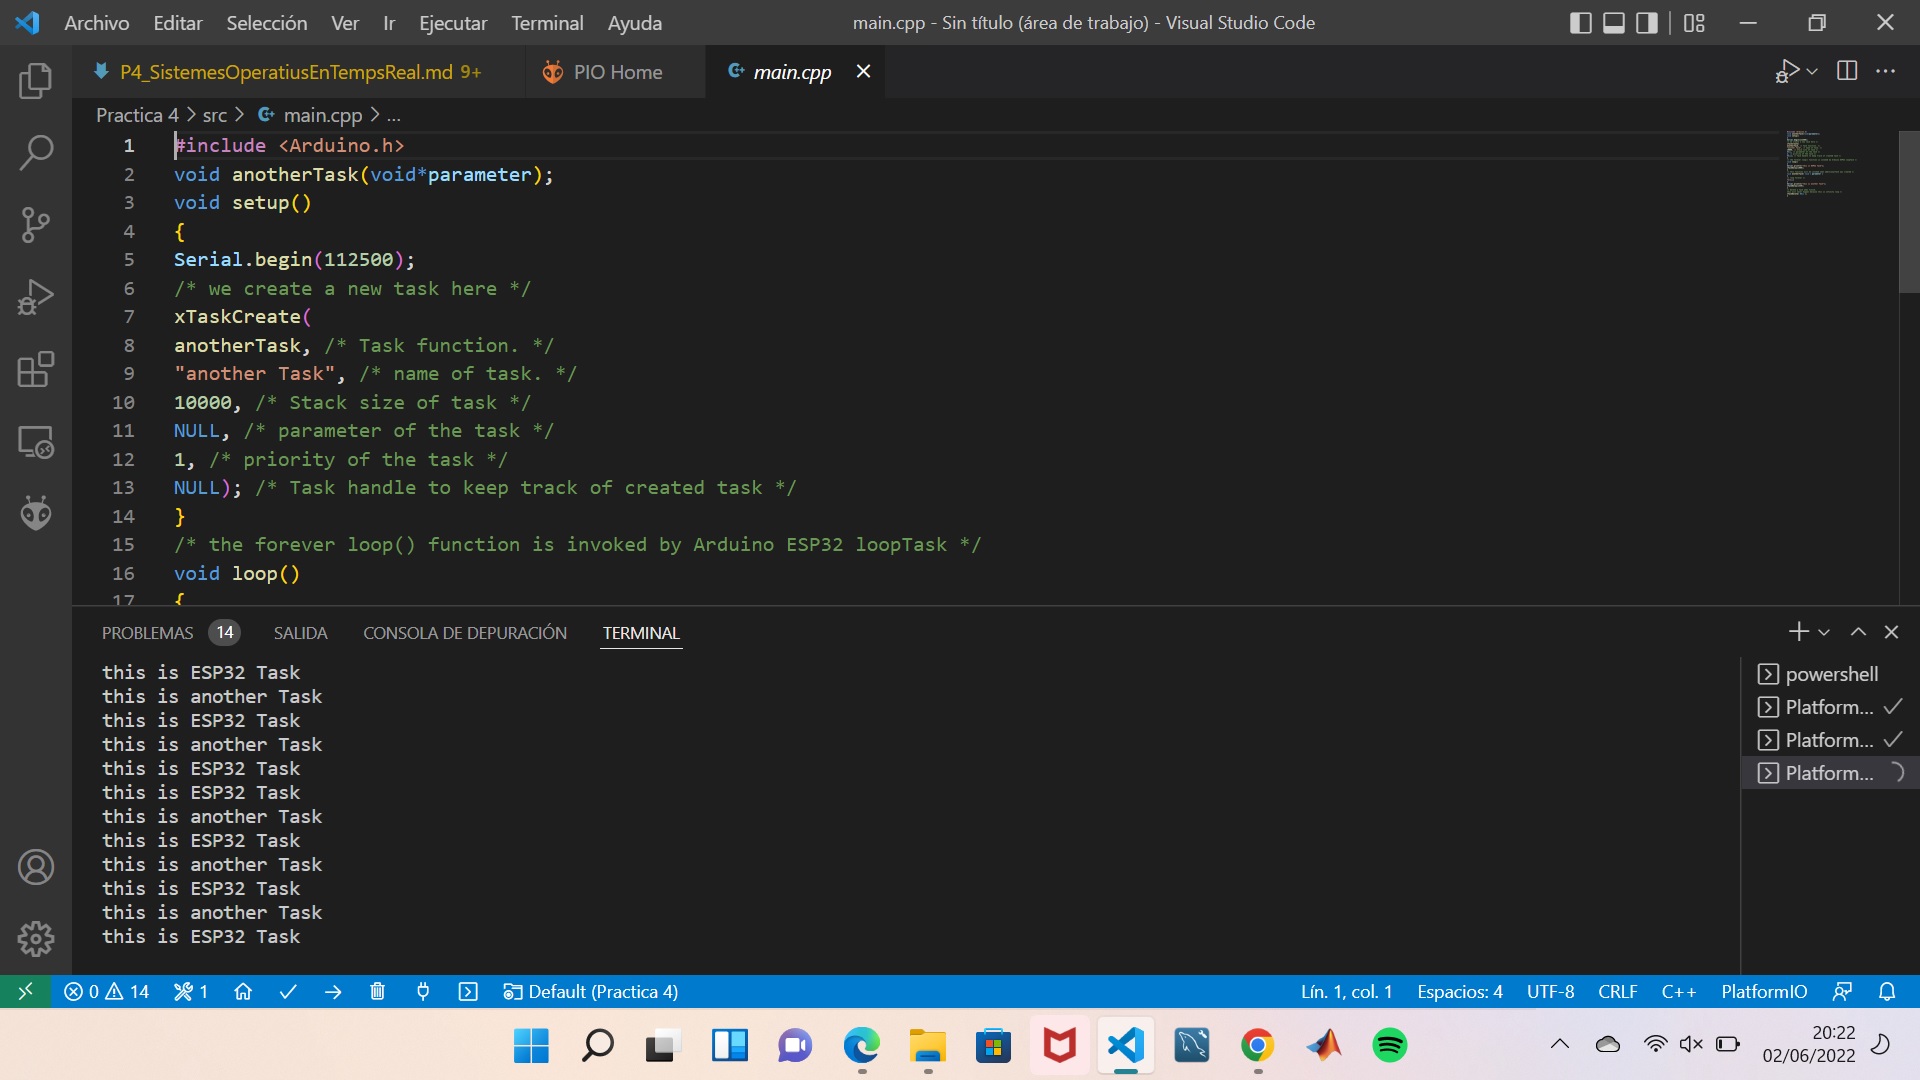 Archivo Editar Selección Ver Ir Ejecutar Terminal Ayuda main.cpp - Sin título (área de trabajo) - Visual Studio Code
P4_SistemesOperatiusEnTempsReal.md 9+ PIO Home main.cpp
Practica 4 > src > main.cpp > ...
1 #include <Arduino.h>
2 void anotherTask(void*parameter);
3 void setup()
4 {
5 Serial.begin(112500);
6 /* we create a new task here */
7 xTaskCreate(
8 anotherTask, /* Task function. */
9 "another Task", /* name of task. */
10 10000, /* Stack size of task */
11 NULL, /* parameter of the task */
12 1, /* priority of the task */
13 NULL); /* Task handle to keep track of created task */
14 }
15 /* the forever loop() function is invoked by Arduino ESP32 loopTask */
16 void loop()
17 {
PROBLEMAS 14 SALIDA CONSOLA DE DEPURACIÓN TERMINAL
this is ESP32 Task
this is another Task
this is ESP32 Task
this is another Task
this is ESP32 Task
this is ESP32 Task
this is another Task
this is ESP32 Task
this is another Task
this is ESP32 Task
this is another Task
this is ESP32 Task
powershell
Platform...
Platform...
Platform...
0 14 1 Default (Practica 4) Lín. 1, col. 1 Espacios: 4 UTF-8 CRLF C++ PlatformIO
20:22
02/06/2022